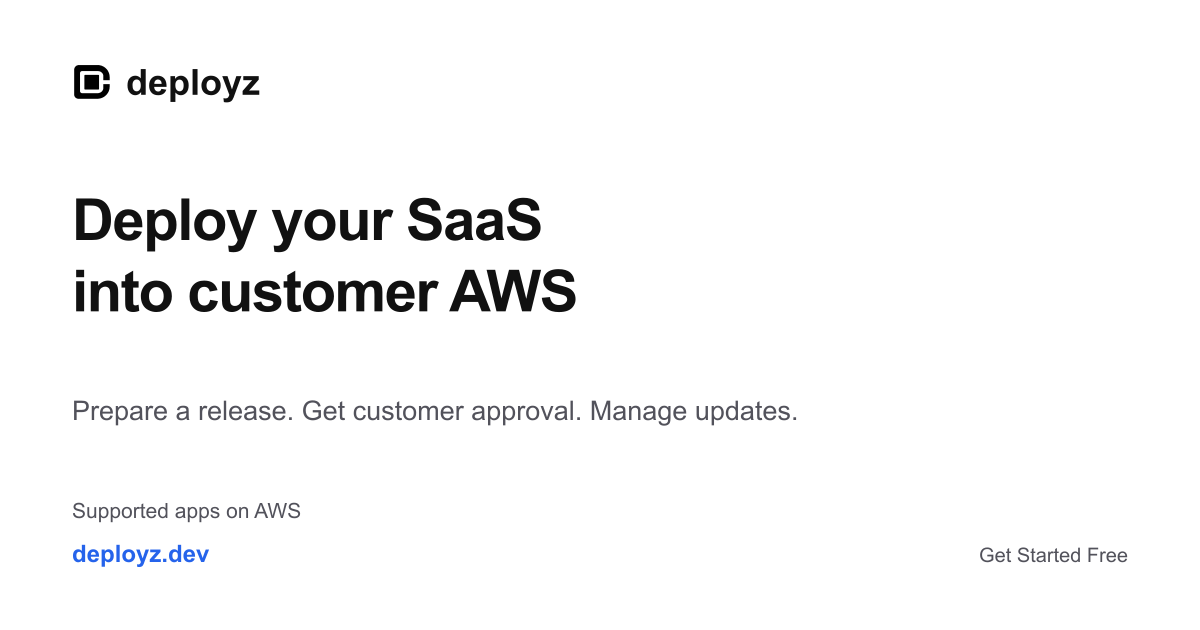 deployz
Deploy your SaaS
into customer AWS
Prepare a release. Get customer approval. Manage updates.
Supported apps on AWS
deployz.dev
Get Started Free